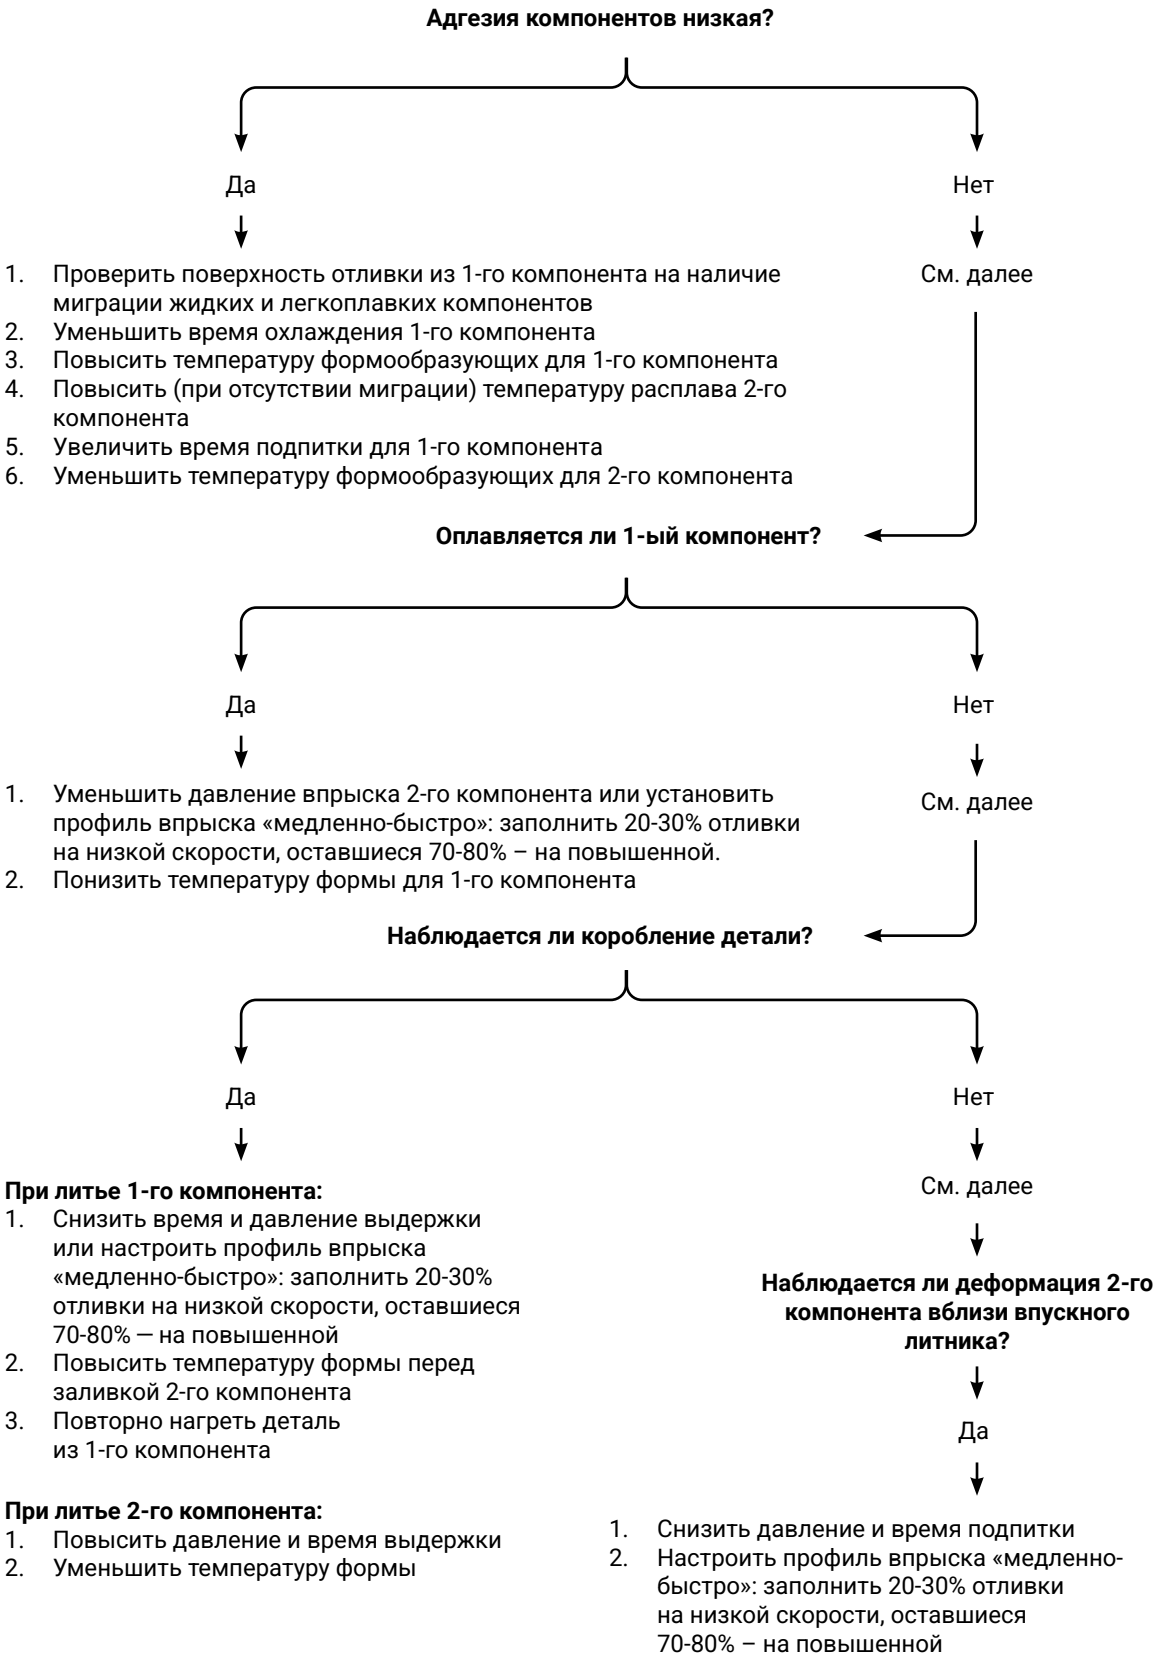 Адгезия компонентов низкая?
Да
Нет
1. Проверить поверхность отливки из 1-го компонента на наличие
миграции жидких и легкоплавких компонентов
2. Уменьшить время охлаждения 1-го компонента
3. Повысить температуру формообразующих для 1-го компонента
4. Повысить (при отсутствии миграции) температуру расплава 2-го
компонента
5. Увеличить время подпитки для 1-го компонента
6. Уменьшить температуру формообразующих для 2-го компонента
См. далее
Оплавляется ли 1-ый компонент?
Да
Нет
1. Уменьшить давление впрыска 2-го компонента или установить
профиль впрыска «медленно-быстро»: заполнить 20-30% отливки
на низкой скорости, оставшиеся 70-80% – на повышенной.
2. Понизить температуру формы для 1-го компонента
См. далее
Наблюдается ли коробление детали?
Да
Нет
При литье 1-го компонента:
1. Снизить время и давление выдержки
или настроить профиль впрыска
«медленно-быстро»: заполнить 20-30%
отливки на низкой скорости, оставшиеся
70-80% — на повышенной
2. Повысить температуру формы перед
заливкой 2-го компонента
3. Повторно нагреть деталь
из 1-го компонента
При литье 2-го компонента:
1. Повысить давление и время выдержки
2. Уменьшить температуру формы
См. далее
Наблюдается ли деформация 2-го
компонента вблизи впускного
литника?
Да
1. Снизить давление и время подпитки
2. Настроить профиль впрыска «медленно-
быстро»: заполнить 20-30% отливки
на низкой скорости, оставшиеся
70-80% – на повышенной